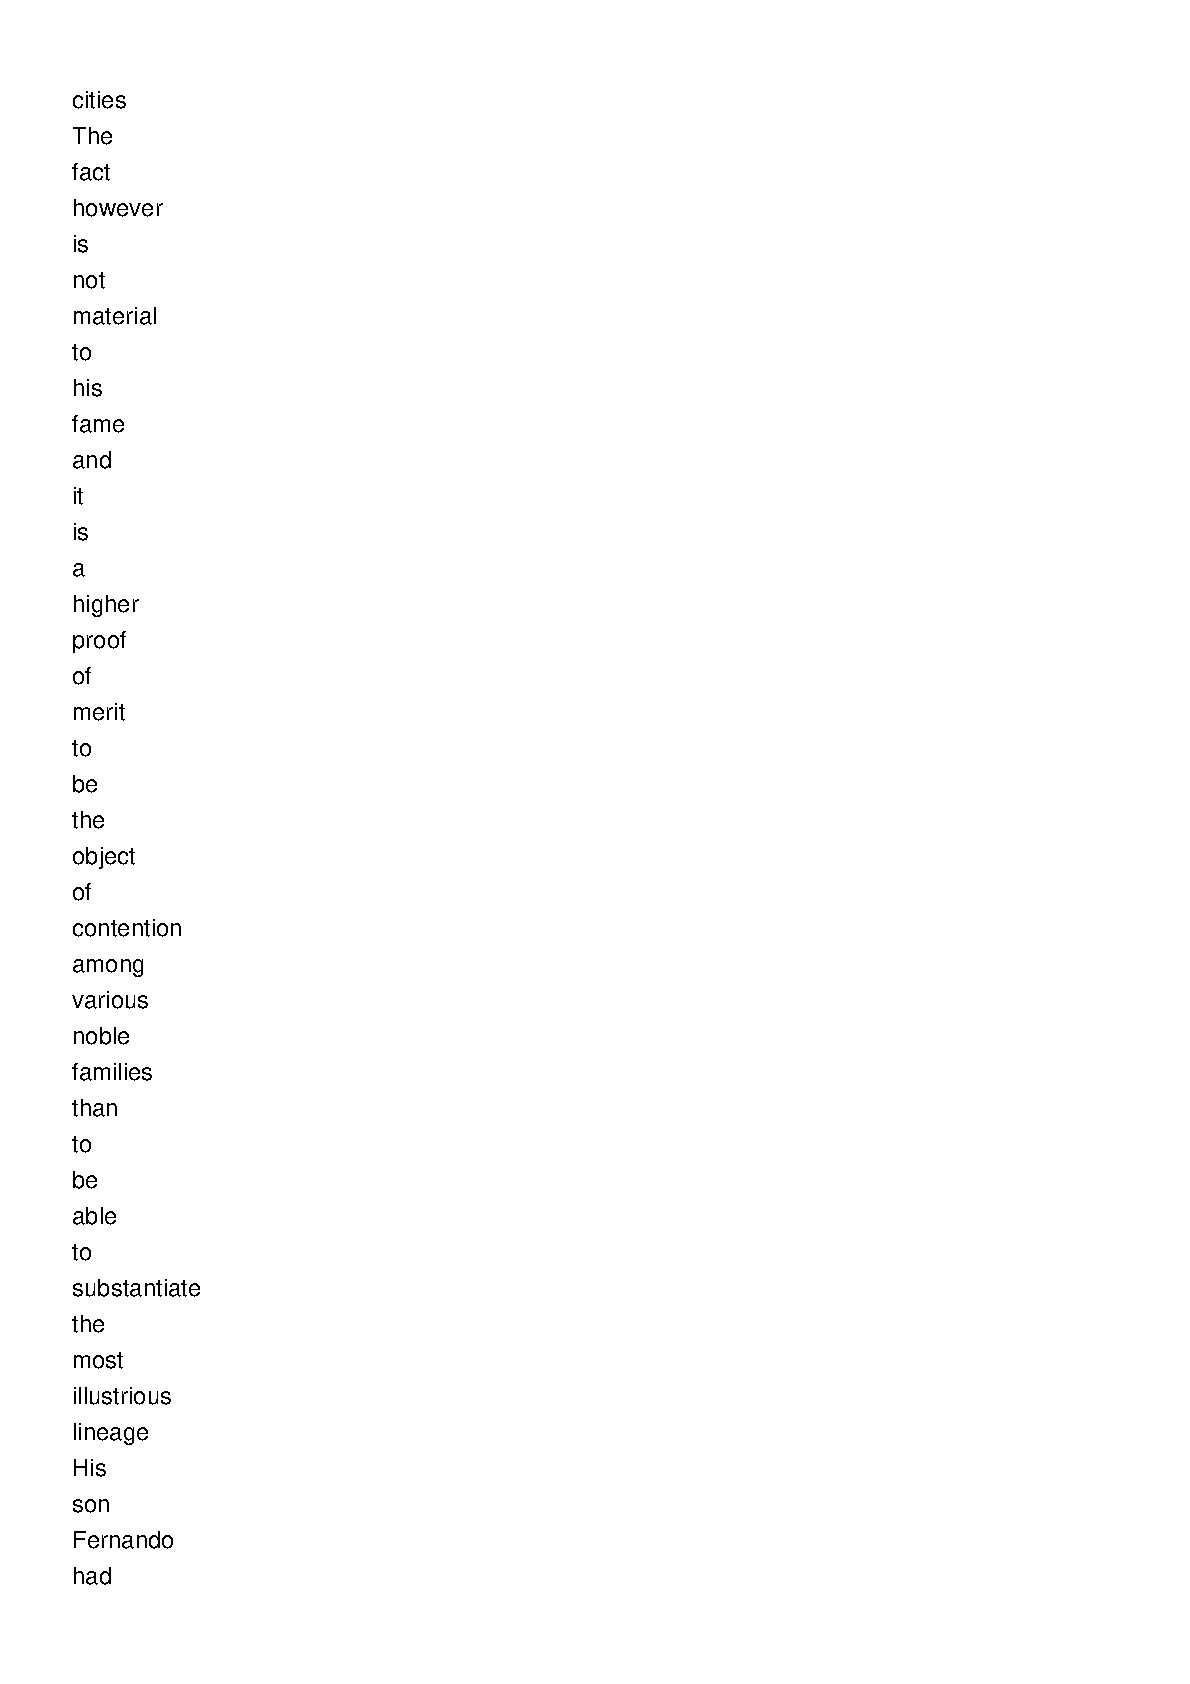 cities
The
fact
however
is
not
material
to
his
fame
and
it
is
a
higher
proof
of
merit
to
be
the
object
of
contention
among
various
noble
families
than
to
be
able
to
substantiate
the
most
illustrious
lineage
His
son
Fernando
had